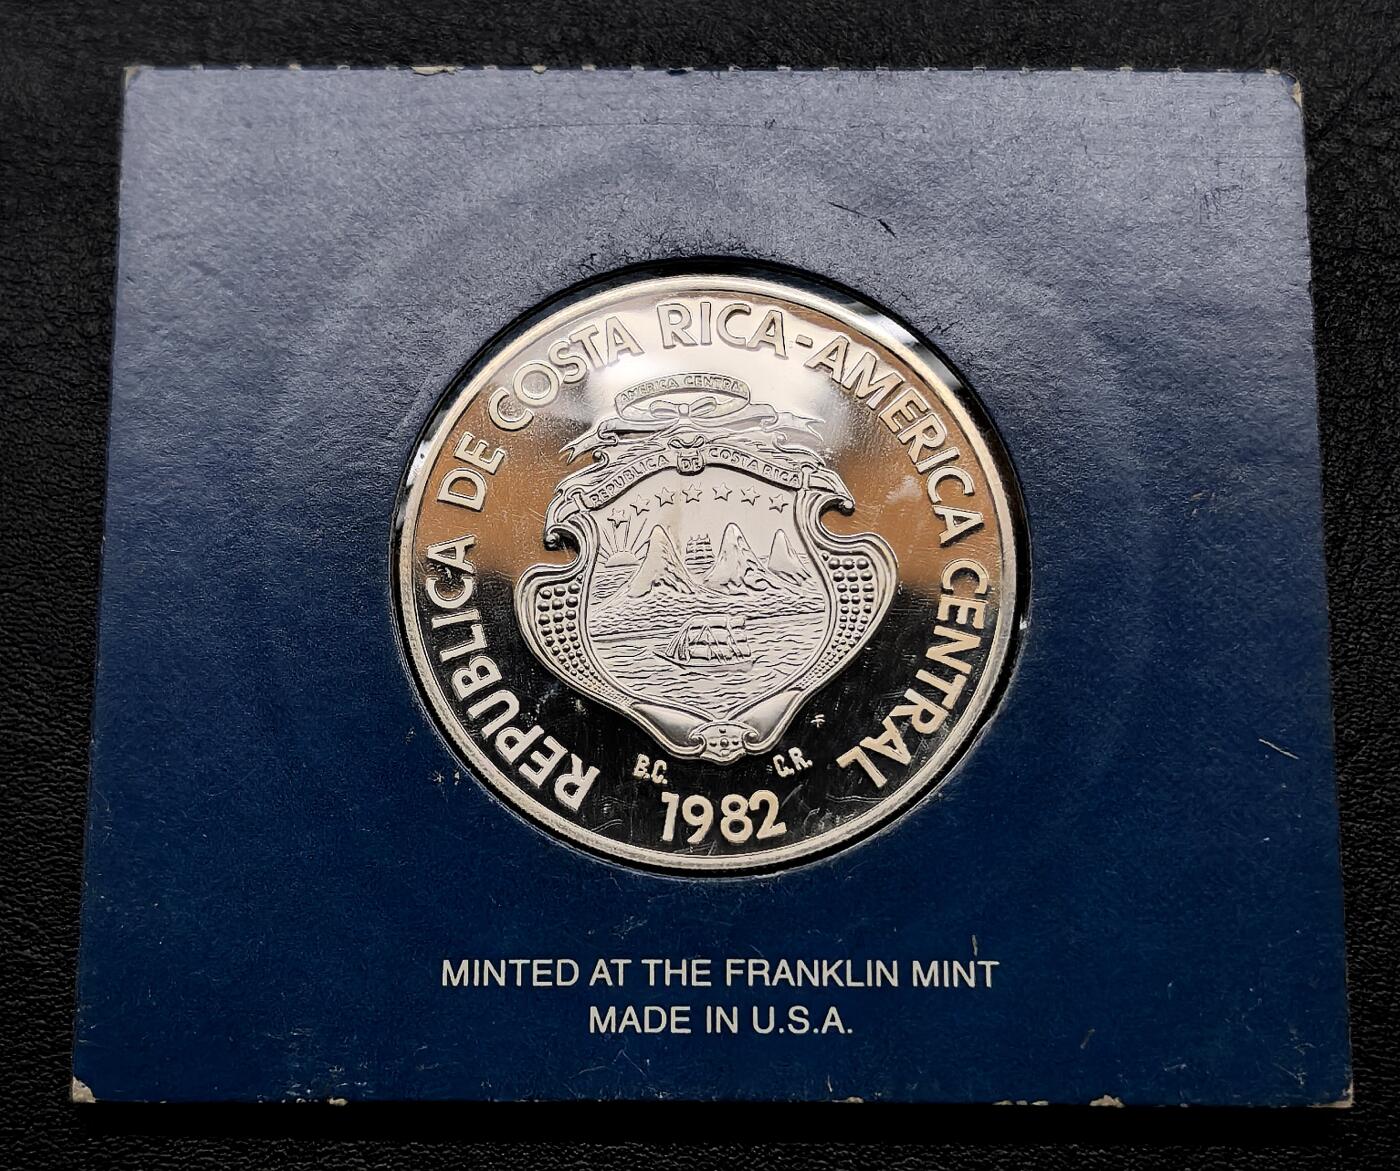 REPUBLICA DE COSTA RICA-AMERICA CENTRAL
AMERICA CENTRAL
REPUBLICA DE COSTA RICA
B.C. C.R.
1982
MINTED AT THE FRANKLIN MINT
MADE IN U.S.A.